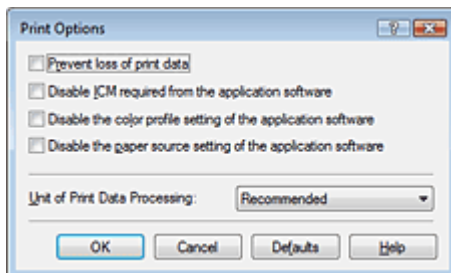 Print Options
Prevent loss of print data
Disable ICM required from the application software
Disable the color profile setting of the application software
Disable the paper source setting of the application software
Unit of Print Data Processing: Recommended
OK Cancel Defaults Help